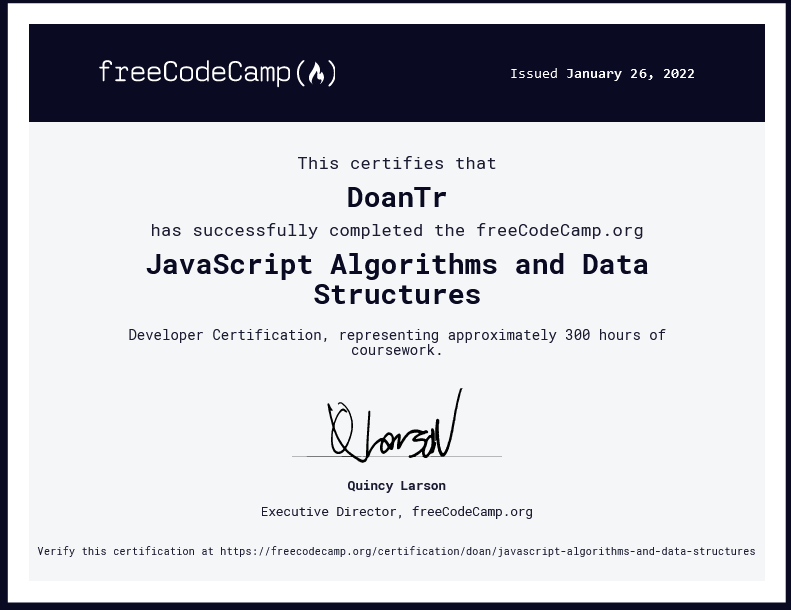 freeCodeCamp(🔥)
Issued January 26, 2022
This certifies that
DoanTr
has successfully completed the freeCodeCamp.org
JavaScript Algorithms and Data
Structures
Developer Certification, representing approximately 300 hours of
coursework.
Q Larson
Quincy Larson
Executive Director, freeCodeCamp.org
Verify this certification at https://freecodecamp.org/certification/doan/javascript-algorithms-and-data-structures